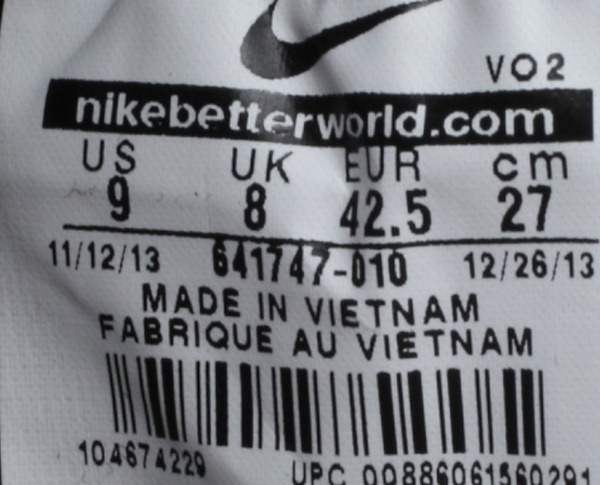 VO2
nikebetterworld.com
US UK EUR cm
9 8 42.5 27
11/12/13 641747-010 12/26/13
MADE IN VIETNAM
FABRIQUE AU VIETNAM
104674229 UPC 00886061560291